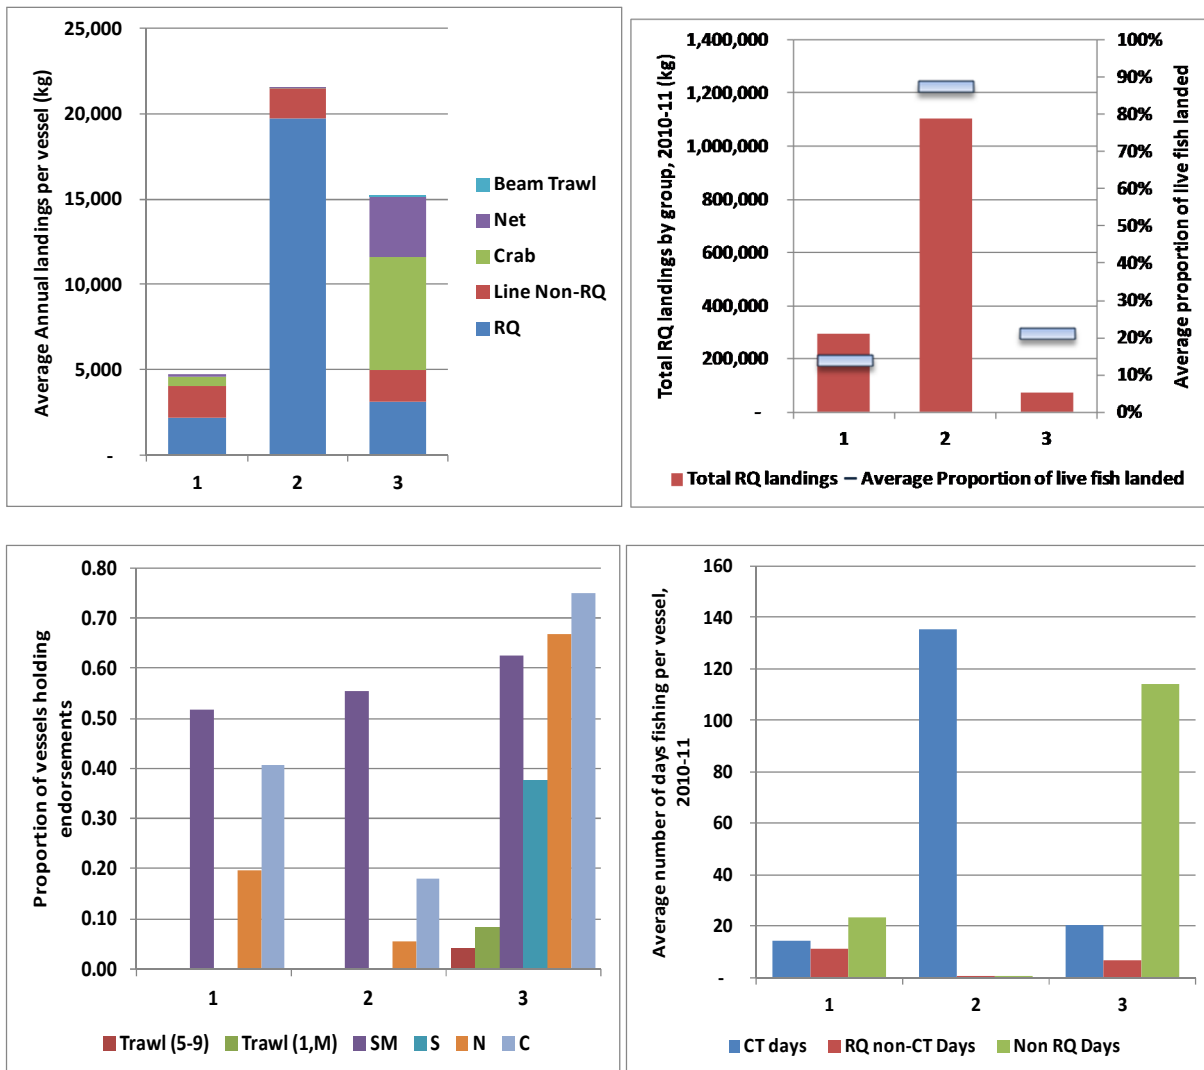 Average Annual landings per vessel (kg)
25,000
20,000
15,000
10,000
5,000
-
1 2 3
Beam Trawl
Net
Crab
Line Non-RQ
RQ
Total RQ landings by group, 2010-11 (kg)
1,400,000
1,200,000
1,000,000
800,000
600,000
400,000
200,000
-
1 2 3
100%
90%
80%
70%
60%
50%
40%
30%
20%
10%
0%
Average proportion of live fish landed
Total RQ landings Average Proportion of live fish landed
Proportion of vessels holding
endorsements
0.80
0.70
0.60
0.50
0.40
0.30
0.20
0.10
0.00
1 2 3
Trawl (5-9) Trawl (1,M) SM S N C
Average number of days fishing per vessel,
2010-11
160
140
120
100
80
60
40
20
-
1 2 3
CT days RQ non-CT Days Non RQ Days